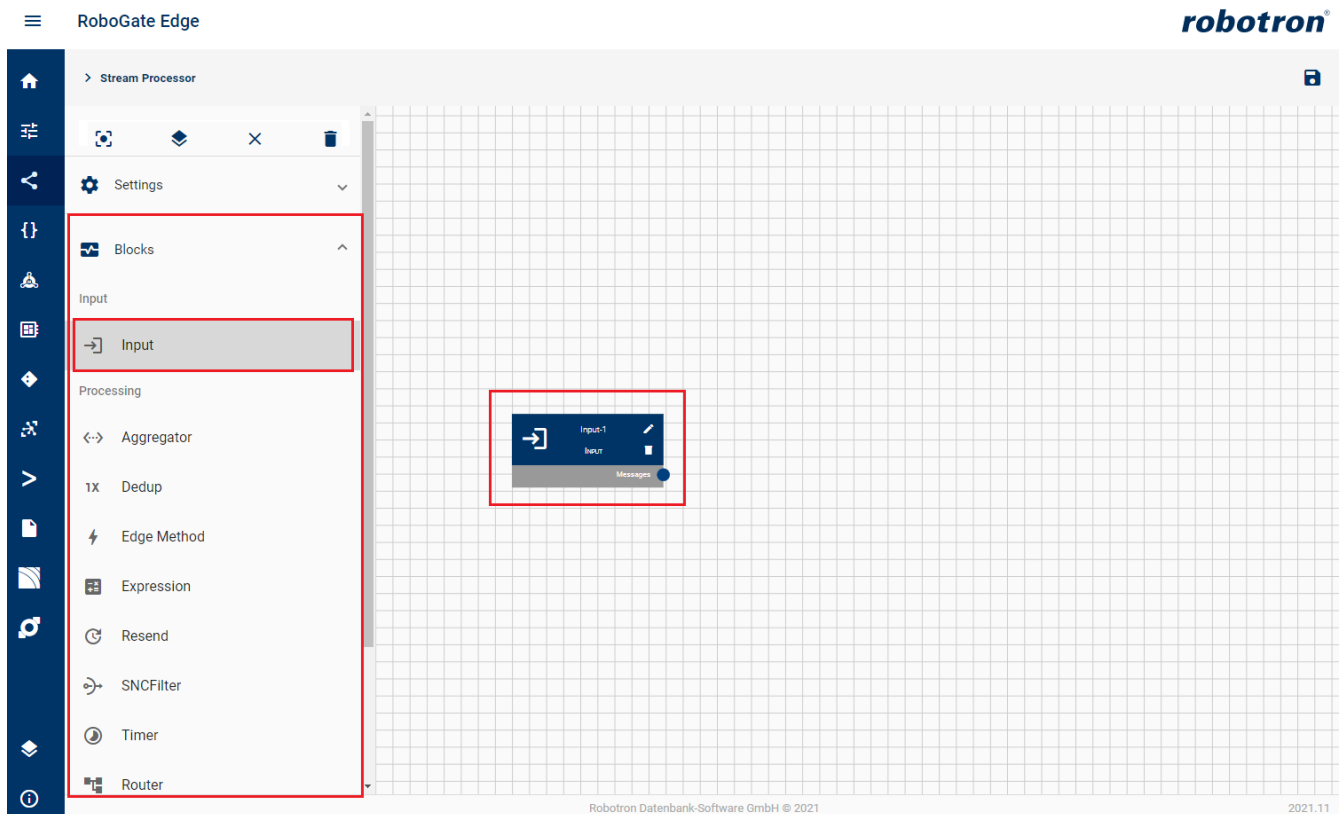 RoboGate Edge
robotron®
Stream Processor
Settings
Blocks
Input
Input
Processing
Aggregator
1X Dedup
Edge Method
Expression
Resend
SNCFilter
Timer
Router
Input-1
INPUT
Messages
Robotron Datenbank-Software GmbH © 2021
2021.11